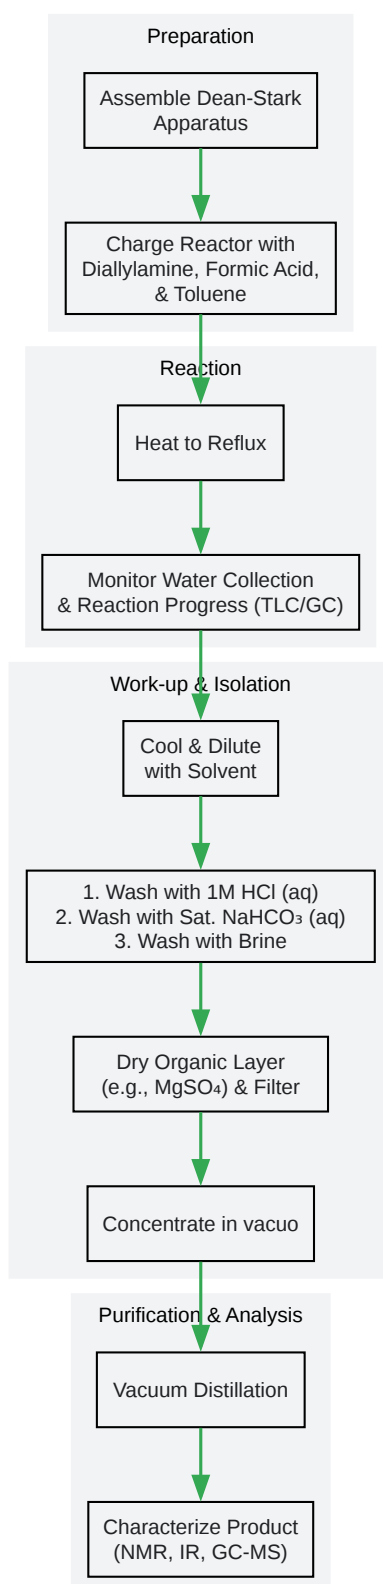 Preparation
Assemble Dean-Stark
Apparatus
Charge Reactor with
Diallylamine, Formic Acid,
& Toluene
Reaction
Heat to Reflux
Monitor Water Collection
& Reaction Progress (TLC/GC)
Work-up & Isolation
Cool & Dilute
with Solvent
1. Wash with 1M HCl (aq)
2. Wash with Sat. NaHCO₃ (aq)
3. Wash with Brine
Dry Organic Layer
(e.g., MgSO₄) & Filter
Concentrate in vacuo
Purification & Analysis
Vacuum Distillation
Characterize Product
(NMR, IR, GC-MS)